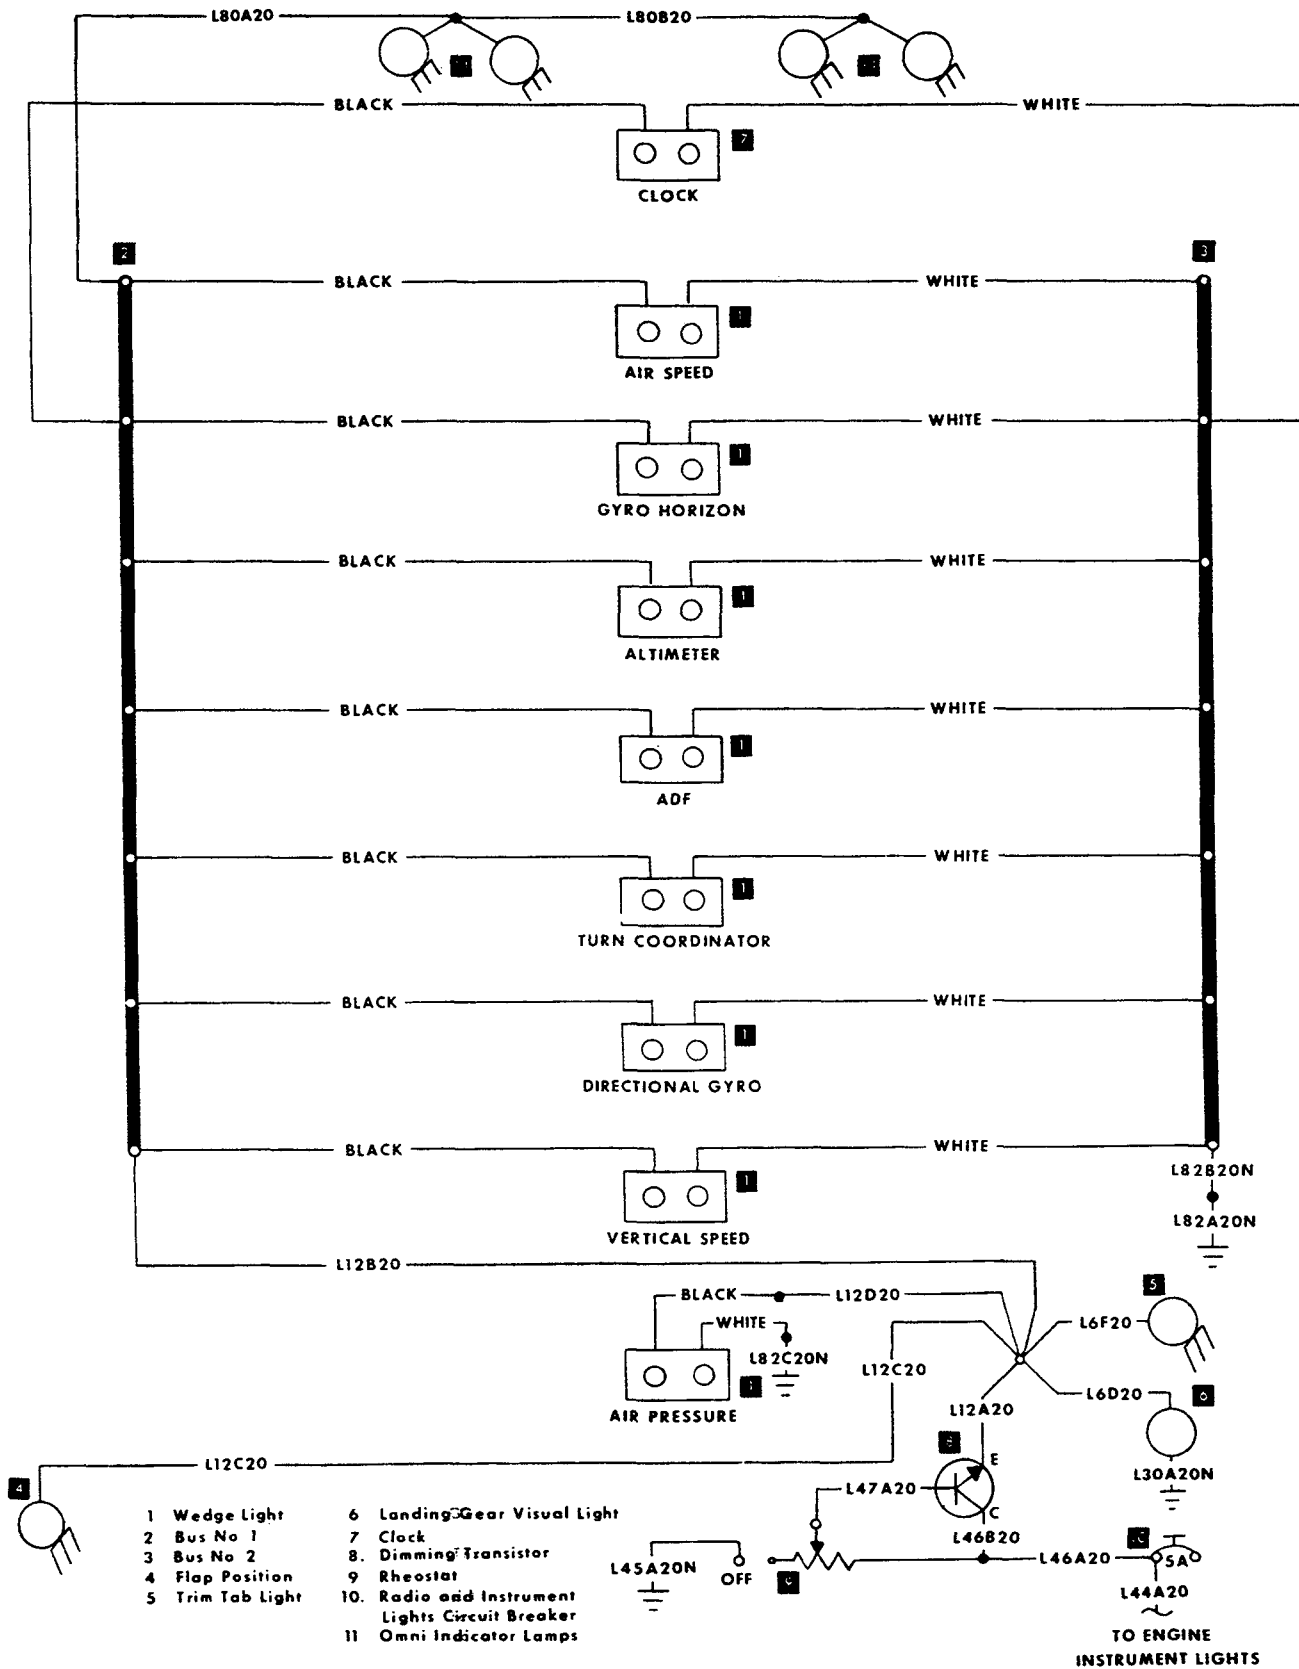 L80A20
L80B20
BLACK
WHITE
7
CLOCK
2
3
BLACK
WHITE
1
AIR SPEED
BLACK
WHITE
1
GYRO HORIZON
BLACK
WHITE
1
ALTIMETER
BLACK
WHITE
1
ADF
BLACK
WHITE
1
TURN COORDINATOR
BLACK
WHITE
1
DIRECTIONAL GYRO
BLACK
WHITE
1
VERTICAL SPEED
L82B20N
L82A20N
L12B20
5
BLACK
L12D20
WHITE
L6F20
L82C20N
L12C20
1
AIR PRESSURE
L6D20
6
L12A20
E
L12C20
4
L47A20
C
L30A20N
L46B20
L45A20N
OFF
9
L46A20
5A
L44A20
TO ENGINE
INSTRUMENT LIGHTS
1 Wedge Light
2 Bus No 1
3 Bus No 2
4 Flap Position
5 Trim Tab Light
6 Landing Gear Visual Light
7 Clock
8. Dimming Transistor
9 Rheostat
10. Radio and Instrument
Lights Circuit Breaker
11 Omni Indicator Lamps